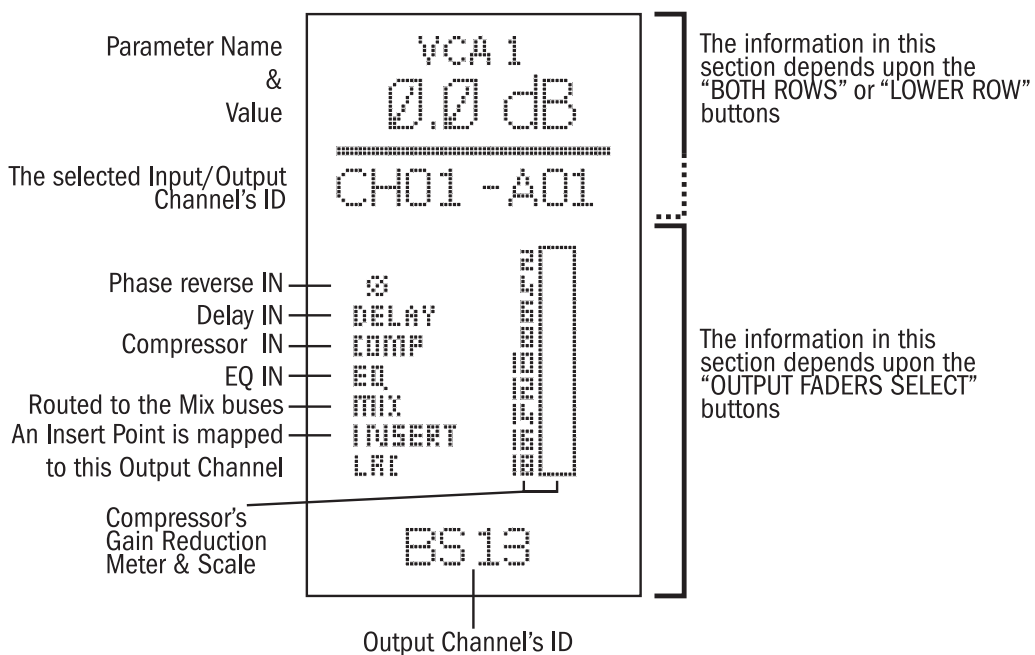 Parameter Name
&
Value
VCA 1
0.0 dB
The information in this
section depends upon the
“BOTH ROWS” or “LOWER ROW”
buttons
The selected Input/Output
Channel's ID
CH01 -A01
Phase reverse IN
Delay IN
Compressor IN
EQ IN
Routed to the Mix buses
An Insert Point is mapped
to this Output Channel
Ø
DELAY
COMP
EQ
MIX
INSERT
LRC
2
4
6
8
10
12
14
16
18
The information in this
section depends upon the
“OUTPUT FADERS SELECT”
buttons
Compressor's
Gain Reduction
Meter & Scale
BS13
Output Channel's ID